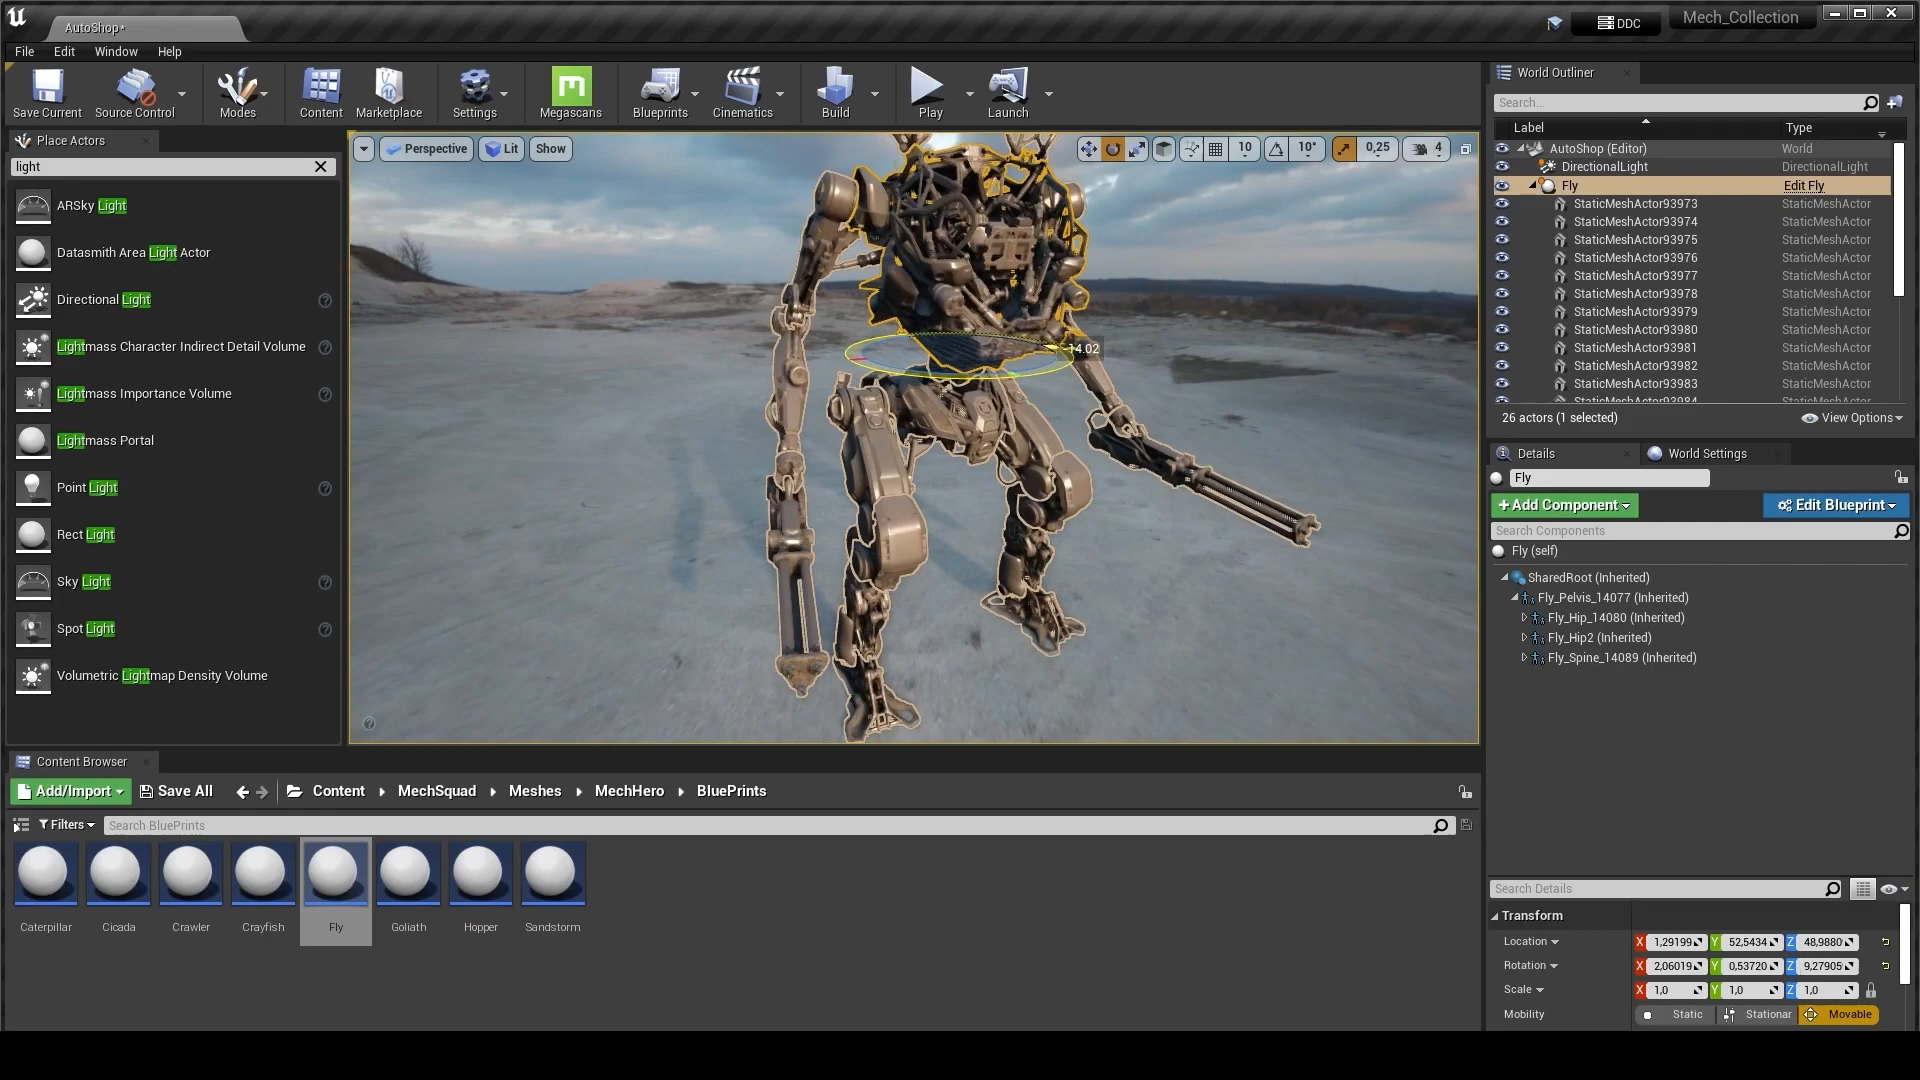 AutoShop*
DDC
Mech_Collection
File Edit Window Help
Save Current Source Control Modes Content Marketplace Settings Megascans Blueprints Cinematics Build Play Launch
Place Actors
light
ARSky Light
Datasmith Area Light Actor
Directional Light
Lightmass Character Indirect Detail Volume
Lightmass Importance Volume
Lightmass Portal
Point Light
Rect Light
Sky Light
Spot Light
Volumetric Lightmap Density Volume
Perspective Lit Show
10 10° 0,25 4
14.02
World Outliner
Search...
Label Type
AutoShop (Editor) World
DirectionalLight DirectionalLight
Fly Edit Fly
StaticMeshActor93973 StaticMeshActor
StaticMeshActor93974 StaticMeshActor
StaticMeshActor93975 StaticMeshActor
StaticMeshActor93976 StaticMeshActor
StaticMeshActor93977 StaticMeshActor
StaticMeshActor93978 StaticMeshActor
StaticMeshActor93979 StaticMeshActor
StaticMeshActor93980 StaticMeshActor
StaticMeshActor93981 StaticMeshActor
StaticMeshActor93982 StaticMeshActor
StaticMeshActor93983 StaticMeshActor
StaticMeshActor93984 StaticMeshActor
26 actors (1 selected) View Options
Details World Settings
Fly
+Add Component Edit Blueprint
Search Components
Fly (self)
SharedRoot (Inherited)
Fly_Pelvis_14077 (Inherited)
Fly_Hip_14080 (Inherited)
Fly_Hip2 (Inherited)
Fly_Spine_14089 (Inherited)
Search Details
Transform
Location X 1,29199 Y 52,5434 Z 48,9880
Rotation X 2,06019 Y 0,53720 Z 9,27905
Scale X 1,0 Y 1,0 Z 1,0
Mobility Static Stationar Movable
Content Browser
Add/Import Save All Content MechSquad Meshes MechHero BluePrints
Filters Search BluePrints
Caterpillar Cicada Crawler Crayfish Fly Goliath Hopper Sandstorm